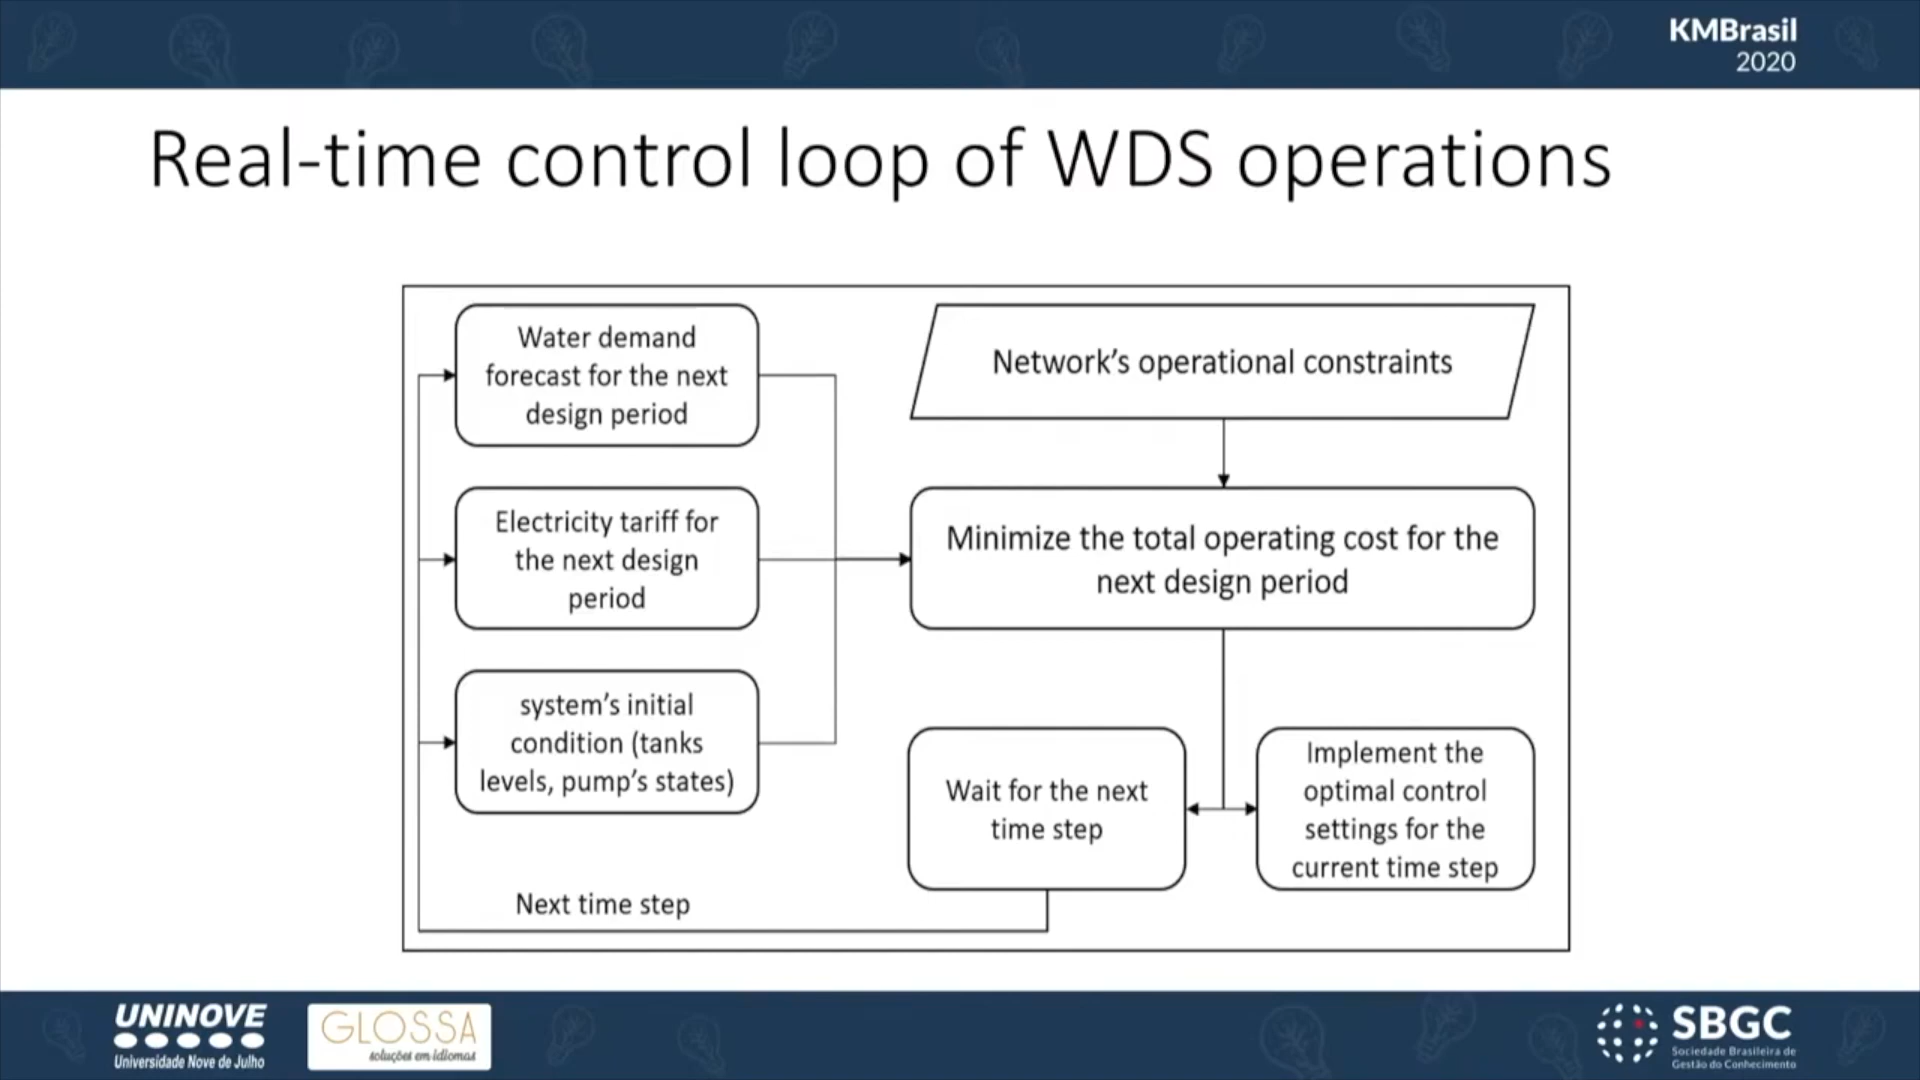 KMBrasil
2020
Real-time control loop of WDS operations
Water demand
forecast for the next
design period
Network’s operational constraints
Electricity tariff for
the next design
period
Minimize the total operating cost for the
next design period
system’s initial
condition (tanks
levels, pump’s states)
Wait for the next
time step
Implement the
optimal control
settings for the
current time step
Next time step
UNINOVE
Universidade Nove de Julho
GLOSSA
soluções em idiomas
SBGC
Sociedade Brasileira de
Gestão do Conhecimento